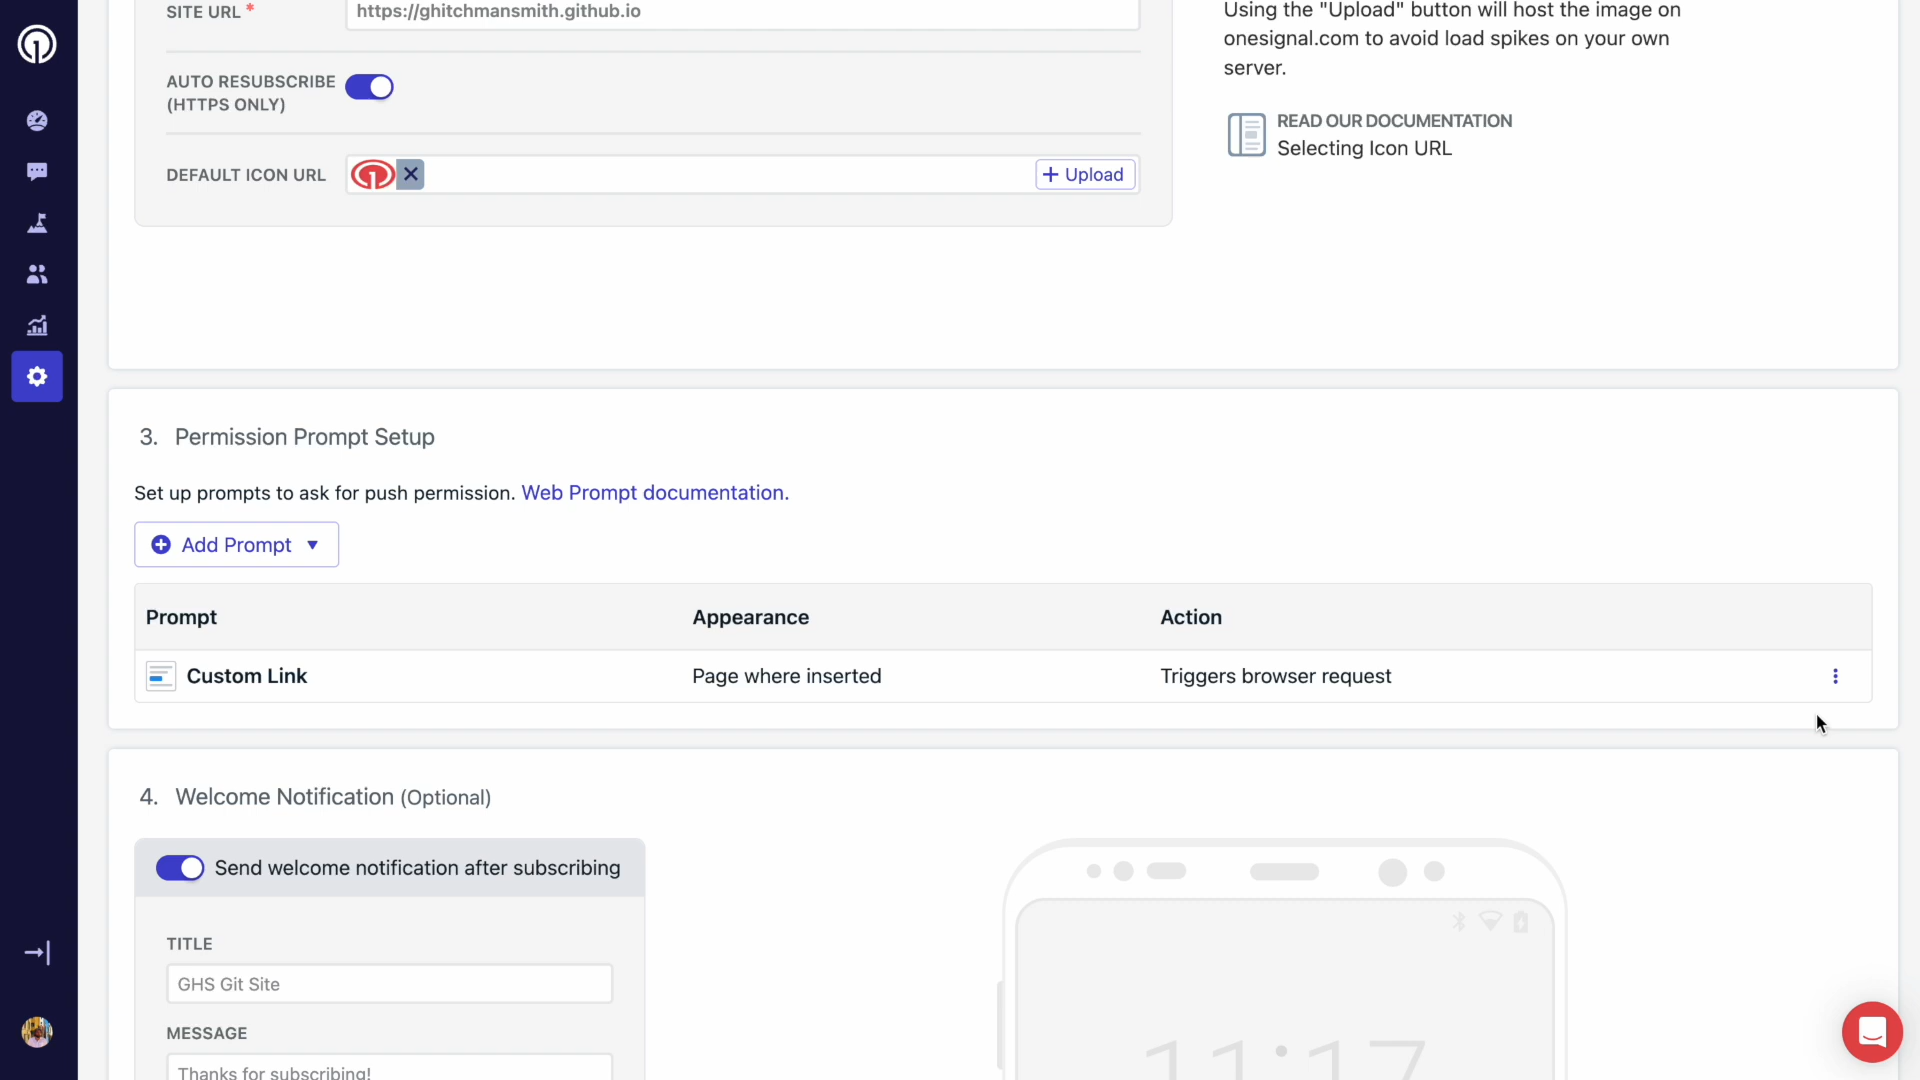 SITE URL *
https://ghitchmansmith.github.io
Using the "Upload" button will host the image on
onesignal.com to avoid load spikes on your own
server.
AUTO RESUBSCRIBE
(HTTPS ONLY)
READ OUR DOCUMENTATION
Selecting Icon URL
DEFAULT ICON URL
+ Upload
3. Permission Prompt Setup
Set up prompts to ask for push permission. Web Prompt documentation.
Add Prompt
Prompt Appearance Action
Custom Link Page where inserted Triggers browser request
4. Welcome Notification (Optional)
Send welcome notification after subscribing
TITLE
GHS Git Site
MESSAGE
Thanks for subscribing!
11:17